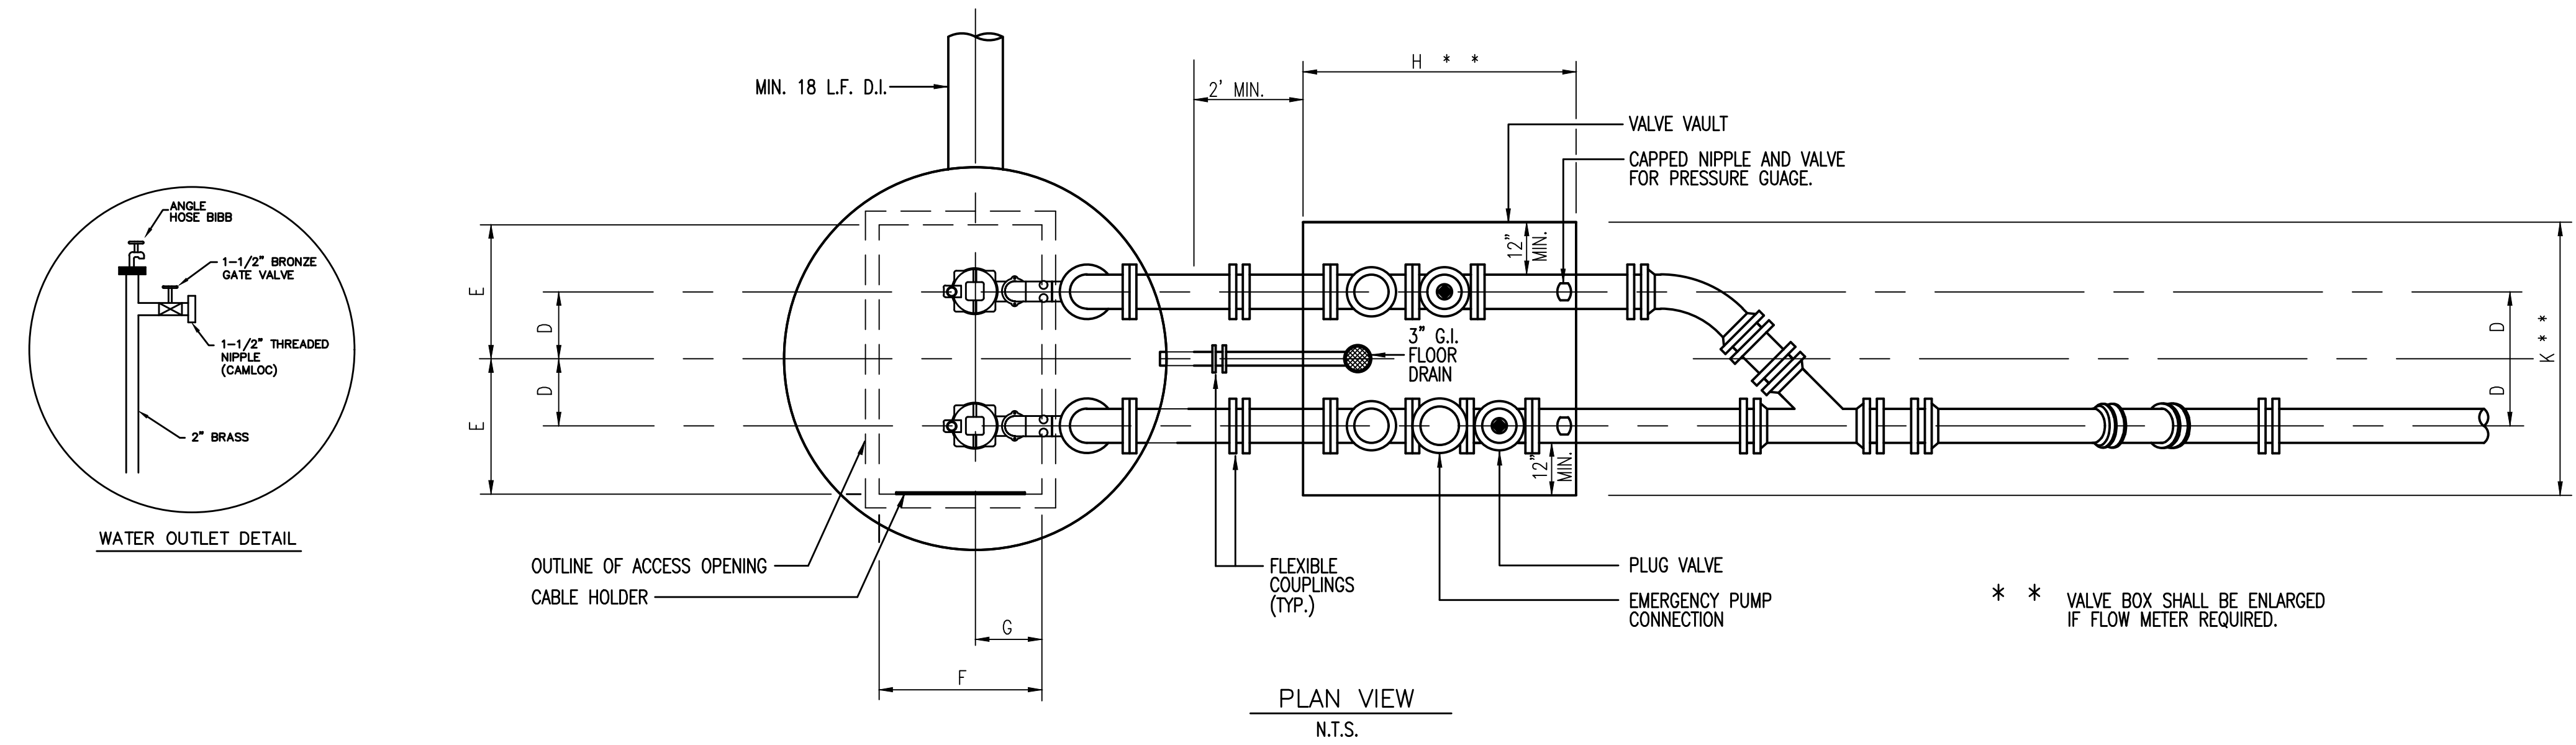 ANGLE
HOSE BIBB
1-1/2" BRONZE
GATE VALVE
1-1/2" THREADED
NIPPLE
(CAMLOC)
2" BRASS
WATER OUTLET DETAIL
MIN. 18 L.F. D.I.
2' MIN.
H * *
VALVE VAULT
CAPPED NIPPLE AND VALVE
FOR PRESSURE GUAGE.
12"
MIN.
E
D
D
E
3" G.I.
FLOOR
DRAIN
12"
MIN.
D
D
K * *
OUTLINE OF ACCESS OPENING
CABLE HOLDER
FLEXIBLE
COUPLINGS
(TYP.)
PLUG VALVE
EMERGENCY PUMP
CONNECTION
* * VALVE BOX SHALL BE ENLARGED
IF FLOW METER REQUIRED.
G
F
PLAN VIEW
N.T.S.